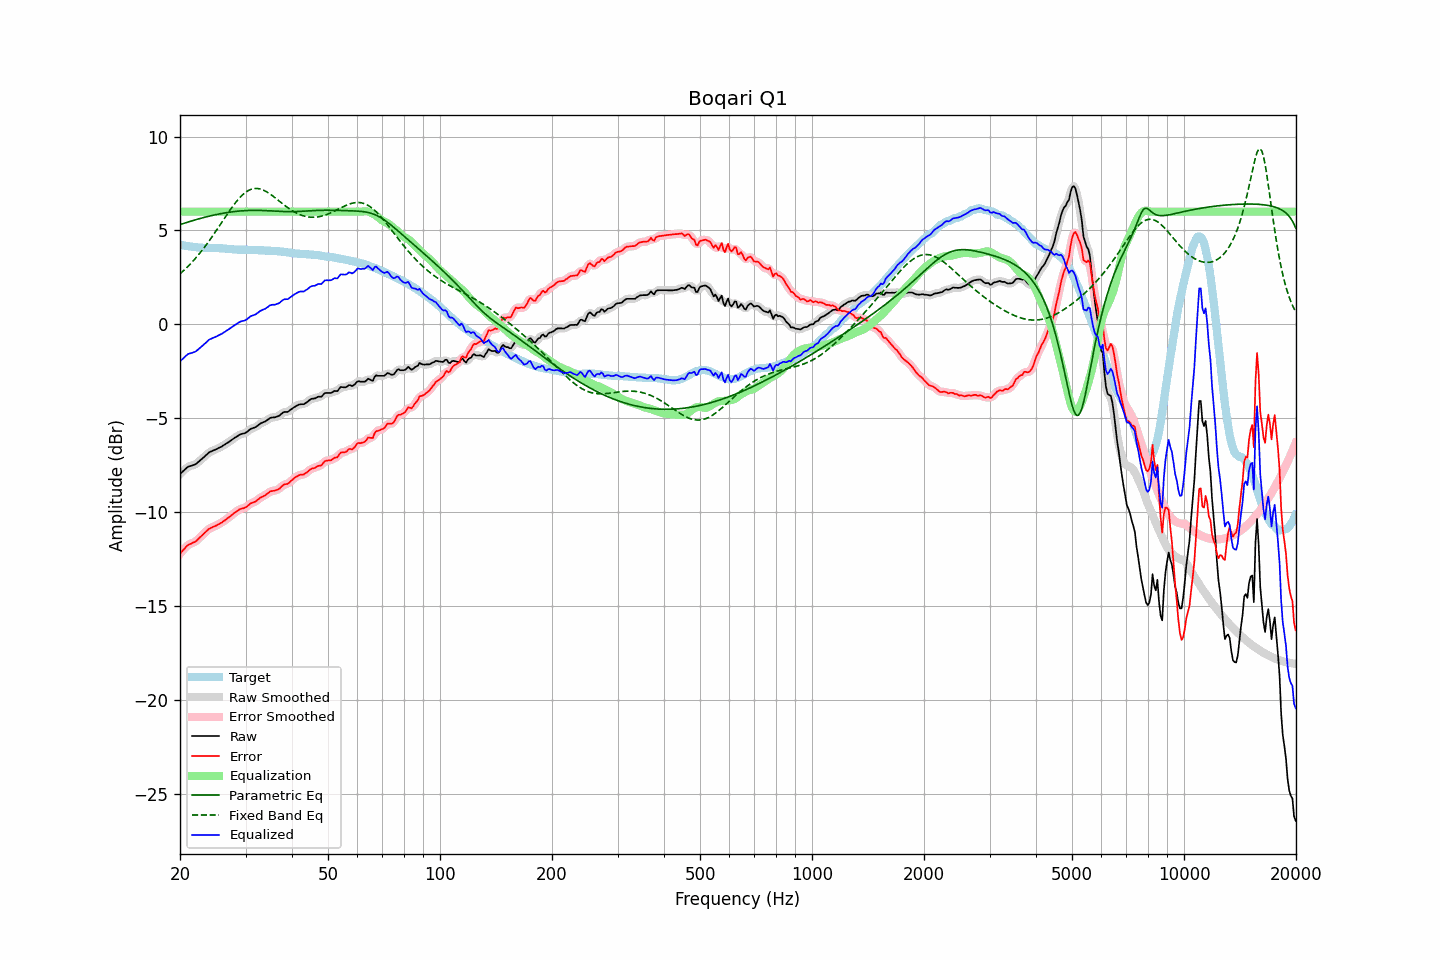 Boqari Q1
Amplitude (dBr)
10
5
0
−5
−10
−15
−20
−25
Target
Raw Smoothed
Error Smoothed
Raw
Error
Equalization
Parametric Eq
Fixed Band Eq
Equalized
20 50 100 200 500 1000 2000 5000 10000 20000
Frequency (Hz)